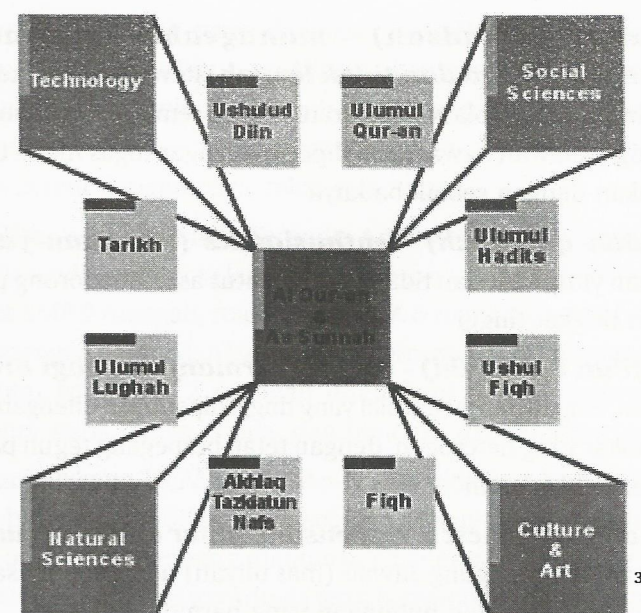 Technology
Social
Sciences
Ushulud
Diin
Ulumul
Qur-an
Tarikh
Ulumul
Hadits
Al Qur-an
&
As Sunnah
Ulumul
Lughah
Ushul
Fiqh
Akhlaq
Tazkiatun
Nafs
Fiqh
Natural
Sciences
Culture
&
Art
3